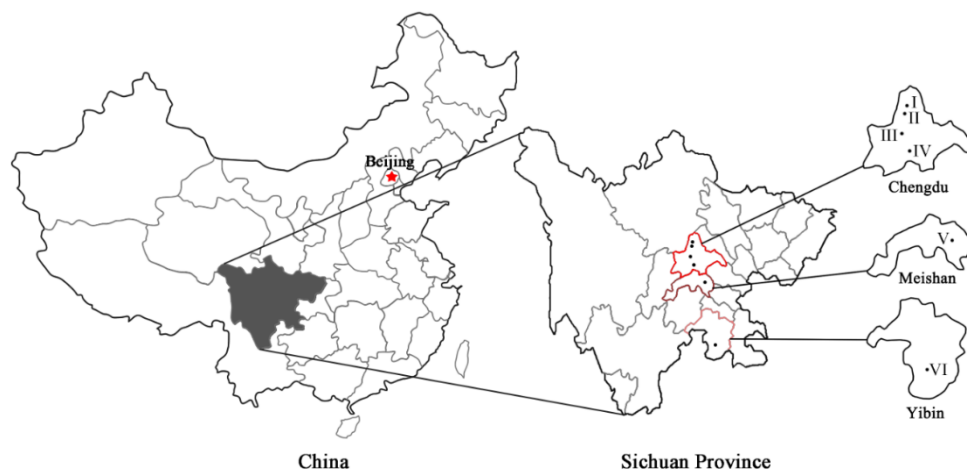 Beijing
I
II
III
IV
Chengdu
V
Meishan
VI
Yibin
China
Sichuan Province